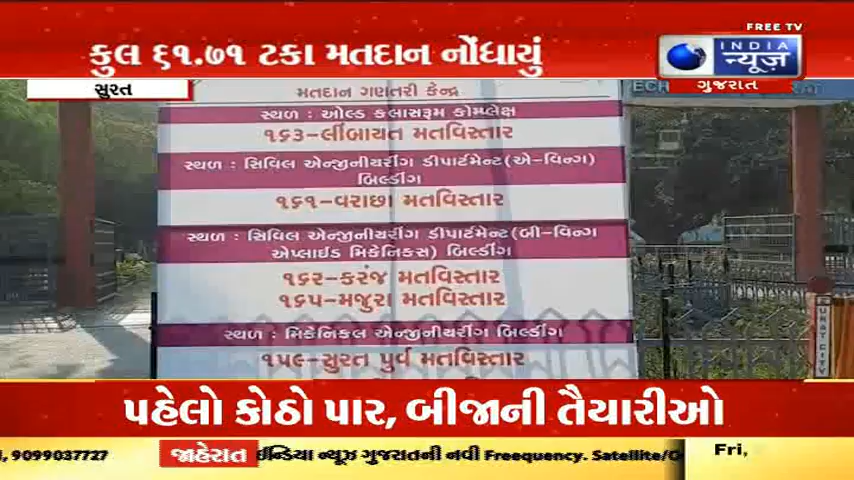 FREE TV
કુલ ૬૧.૭૧ ટકા મતદાન નોંધાયું
INDIA
ન્યૂઝ
ગુજરાત
સુરત
મતદાન ગણતરી કેન્દ્ર
સ્થળ : ઓલ્ડ ક્લાસરૂમ કોમ્પ્લેક્ષ
૧૬૩-લીંબાયત મતવિસ્તાર
સ્થળ : સિવિલ એન્જીનીયરીંગ ડીપાર્ટમેન્ટ(એ-વિન્ગ)
બિલ્ડીંગ
૧૬૧-વરાછા મતવિસ્તાર
સ્થળ : સિવિલ એન્જીનીયરીંગ ડીપાર્ટમેન્ટ(બી-વિન્ગ
એપ્લાઈડ મિકેનિકસ) બિલ્ડીંગ
૧૬૨-કરંજ મતવિસ્તાર
૧૬૫-મજુરા મતવિસ્તાર
સ્થળ : મિકેનિકલ એન્જીનીયરીંગ બિલ્ડીંગ
૧૫૯-સુરત પુર્વ મતવિસ્તાર
પહેલો કોઠો પાર, બીજાની તૈયારીઓ
, 9099037727
જાહેરાત
ઈન્ડિયા ન્યૂઝ ગુજરાતની નવી Freequency. Satellite/G
Fri,